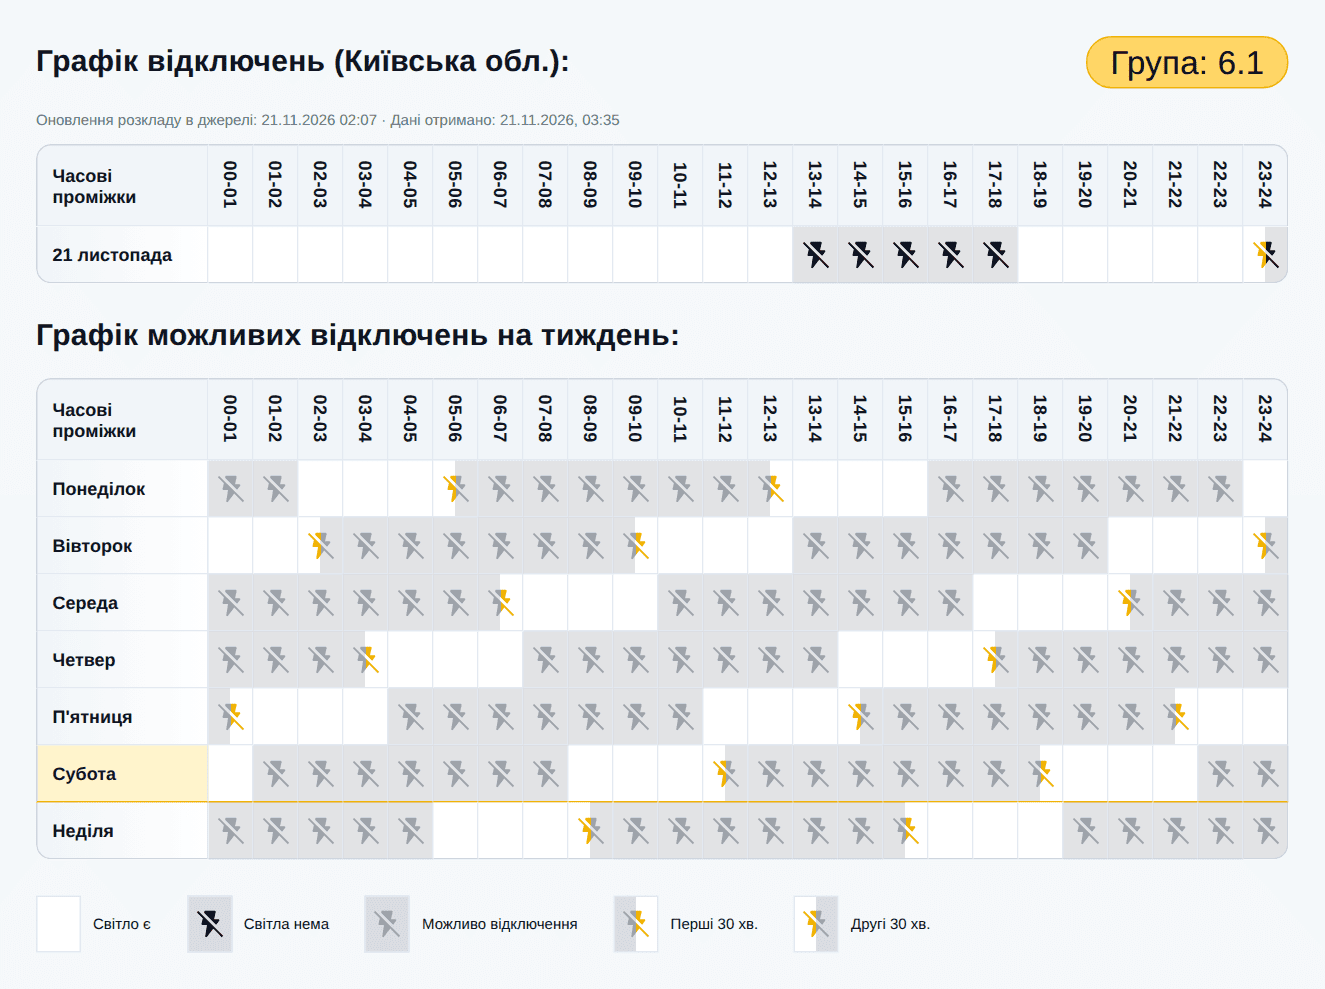 Графік відключень (Київська обл.):
Група: 6.1
Оновлення розкладу в джерелі: 21.11.2026 02:07 · Дані отримано: 21.11.2026, 03:35
Часові
проміжки
00-01 01-02 02-03 03-04 04-05 05-06 06-07 07-08 08-09 09-10 10-11 11-12 12-13 13-14 14-15 15-16 16-17 17-18 18-19 19-20 20-21 21-22 22-23 23-24
21 листопада
Графік можливих відключень на тиждень:
Часові
проміжки
00-01 01-02 02-03 03-04 04-05 05-06 06-07 07-08 08-09 09-10 10-11 11-12 12-13 13-14 14-15 15-16 16-17 17-18 18-19 19-20 20-21 21-22 22-23 23-24
Понеділок
Вівторок
Середа
Четвер
П'ятниця
Субота
Неділя
Світло є
Світла нема
Можливо відключення
Перші 30 хв.
Другі 30 хв.